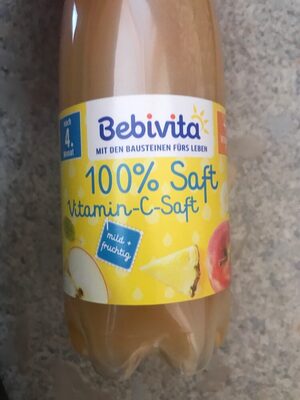 nach
4.
Monat
Bebivita
MIT DEN BAUSTEINEN FÜRS LEBEN
100% Saft
Vitamin-C-Saft
mild +
fruchtig